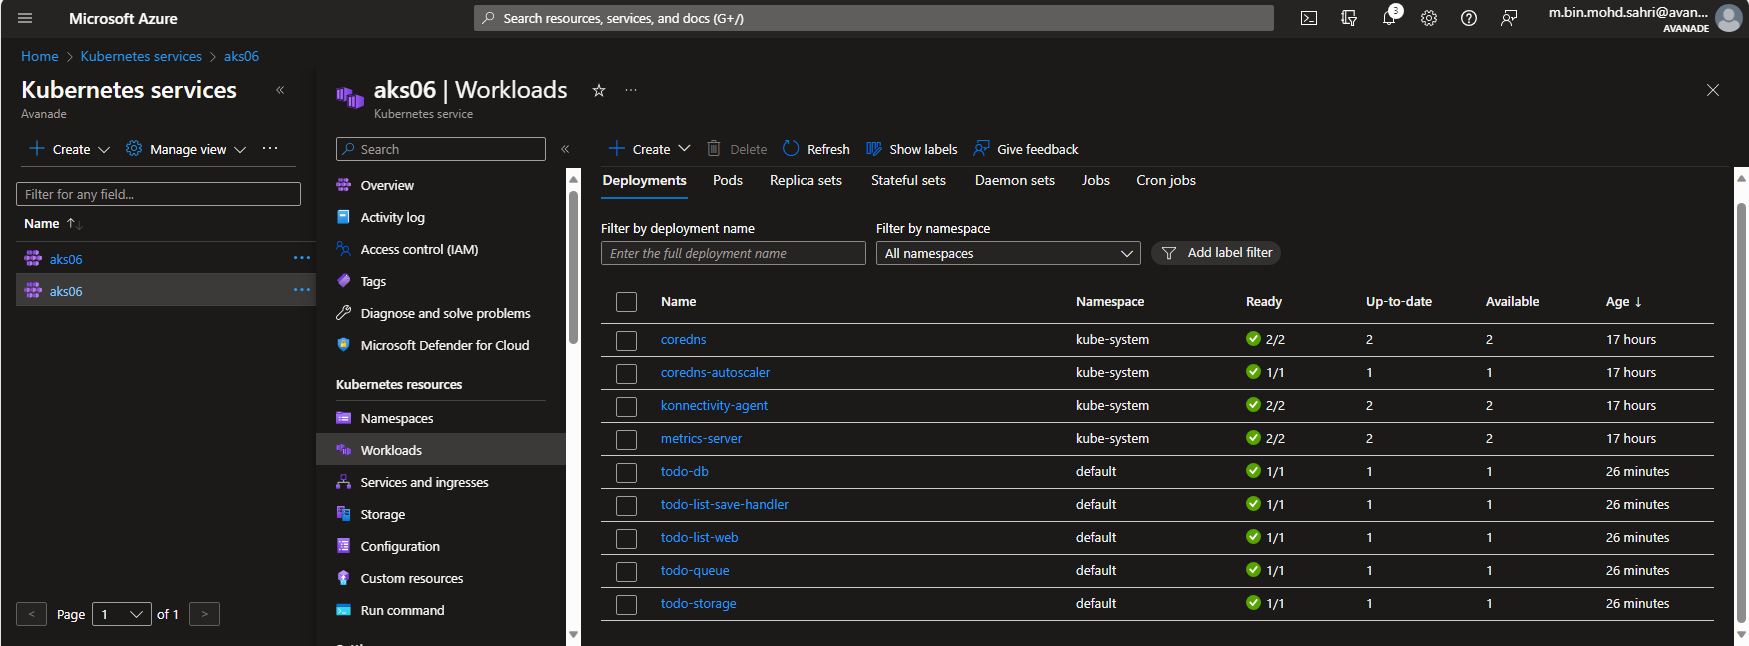 Microsoft Azure
Search resources, services, and docs (G+/)
3
m.bin.mohd.sahri@avan...
AVANADE
Home > Kubernetes services > aks06
Kubernetes services
Avanade
Create
Manage view
Filter for any field...
Name
aks06
aks06
Page 1 of 1
aks06 | Workloads
Kubernetes service
Search
Overview
Activity log
Access control (IAM)
Tags
Diagnose and solve problems
Microsoft Defender for Cloud
Kubernetes resources
Namespaces
Workloads
Services and ingresses
Storage
Configuration
Custom resources
Run command
Create Delete Refresh Show labels Give feedback
Deployments Pods Replica sets Stateful sets Daemon sets Jobs Cron jobs
Filter by deployment name Filter by namespace
Enter the full deployment name All namespaces Add label filter
Name Namespace Ready Up-to-date Available Age ↓
coredns kube-system 2/2 2 2 17 hours
coredns-autoscaler kube-system 1/1 1 1 17 hours
konnectivity-agent kube-system 2/2 2 2 17 hours
metrics-server kube-system 2/2 2 2 17 hours
todo-db default 1/1 1 1 26 minutes
todo-list-save-handler default 1/1 1 1 26 minutes
todo-list-web default 1/1 1 1 26 minutes
todo-queue default 1/1 1 1 26 minutes
todo-storage default 1/1 1 1 26 minutes